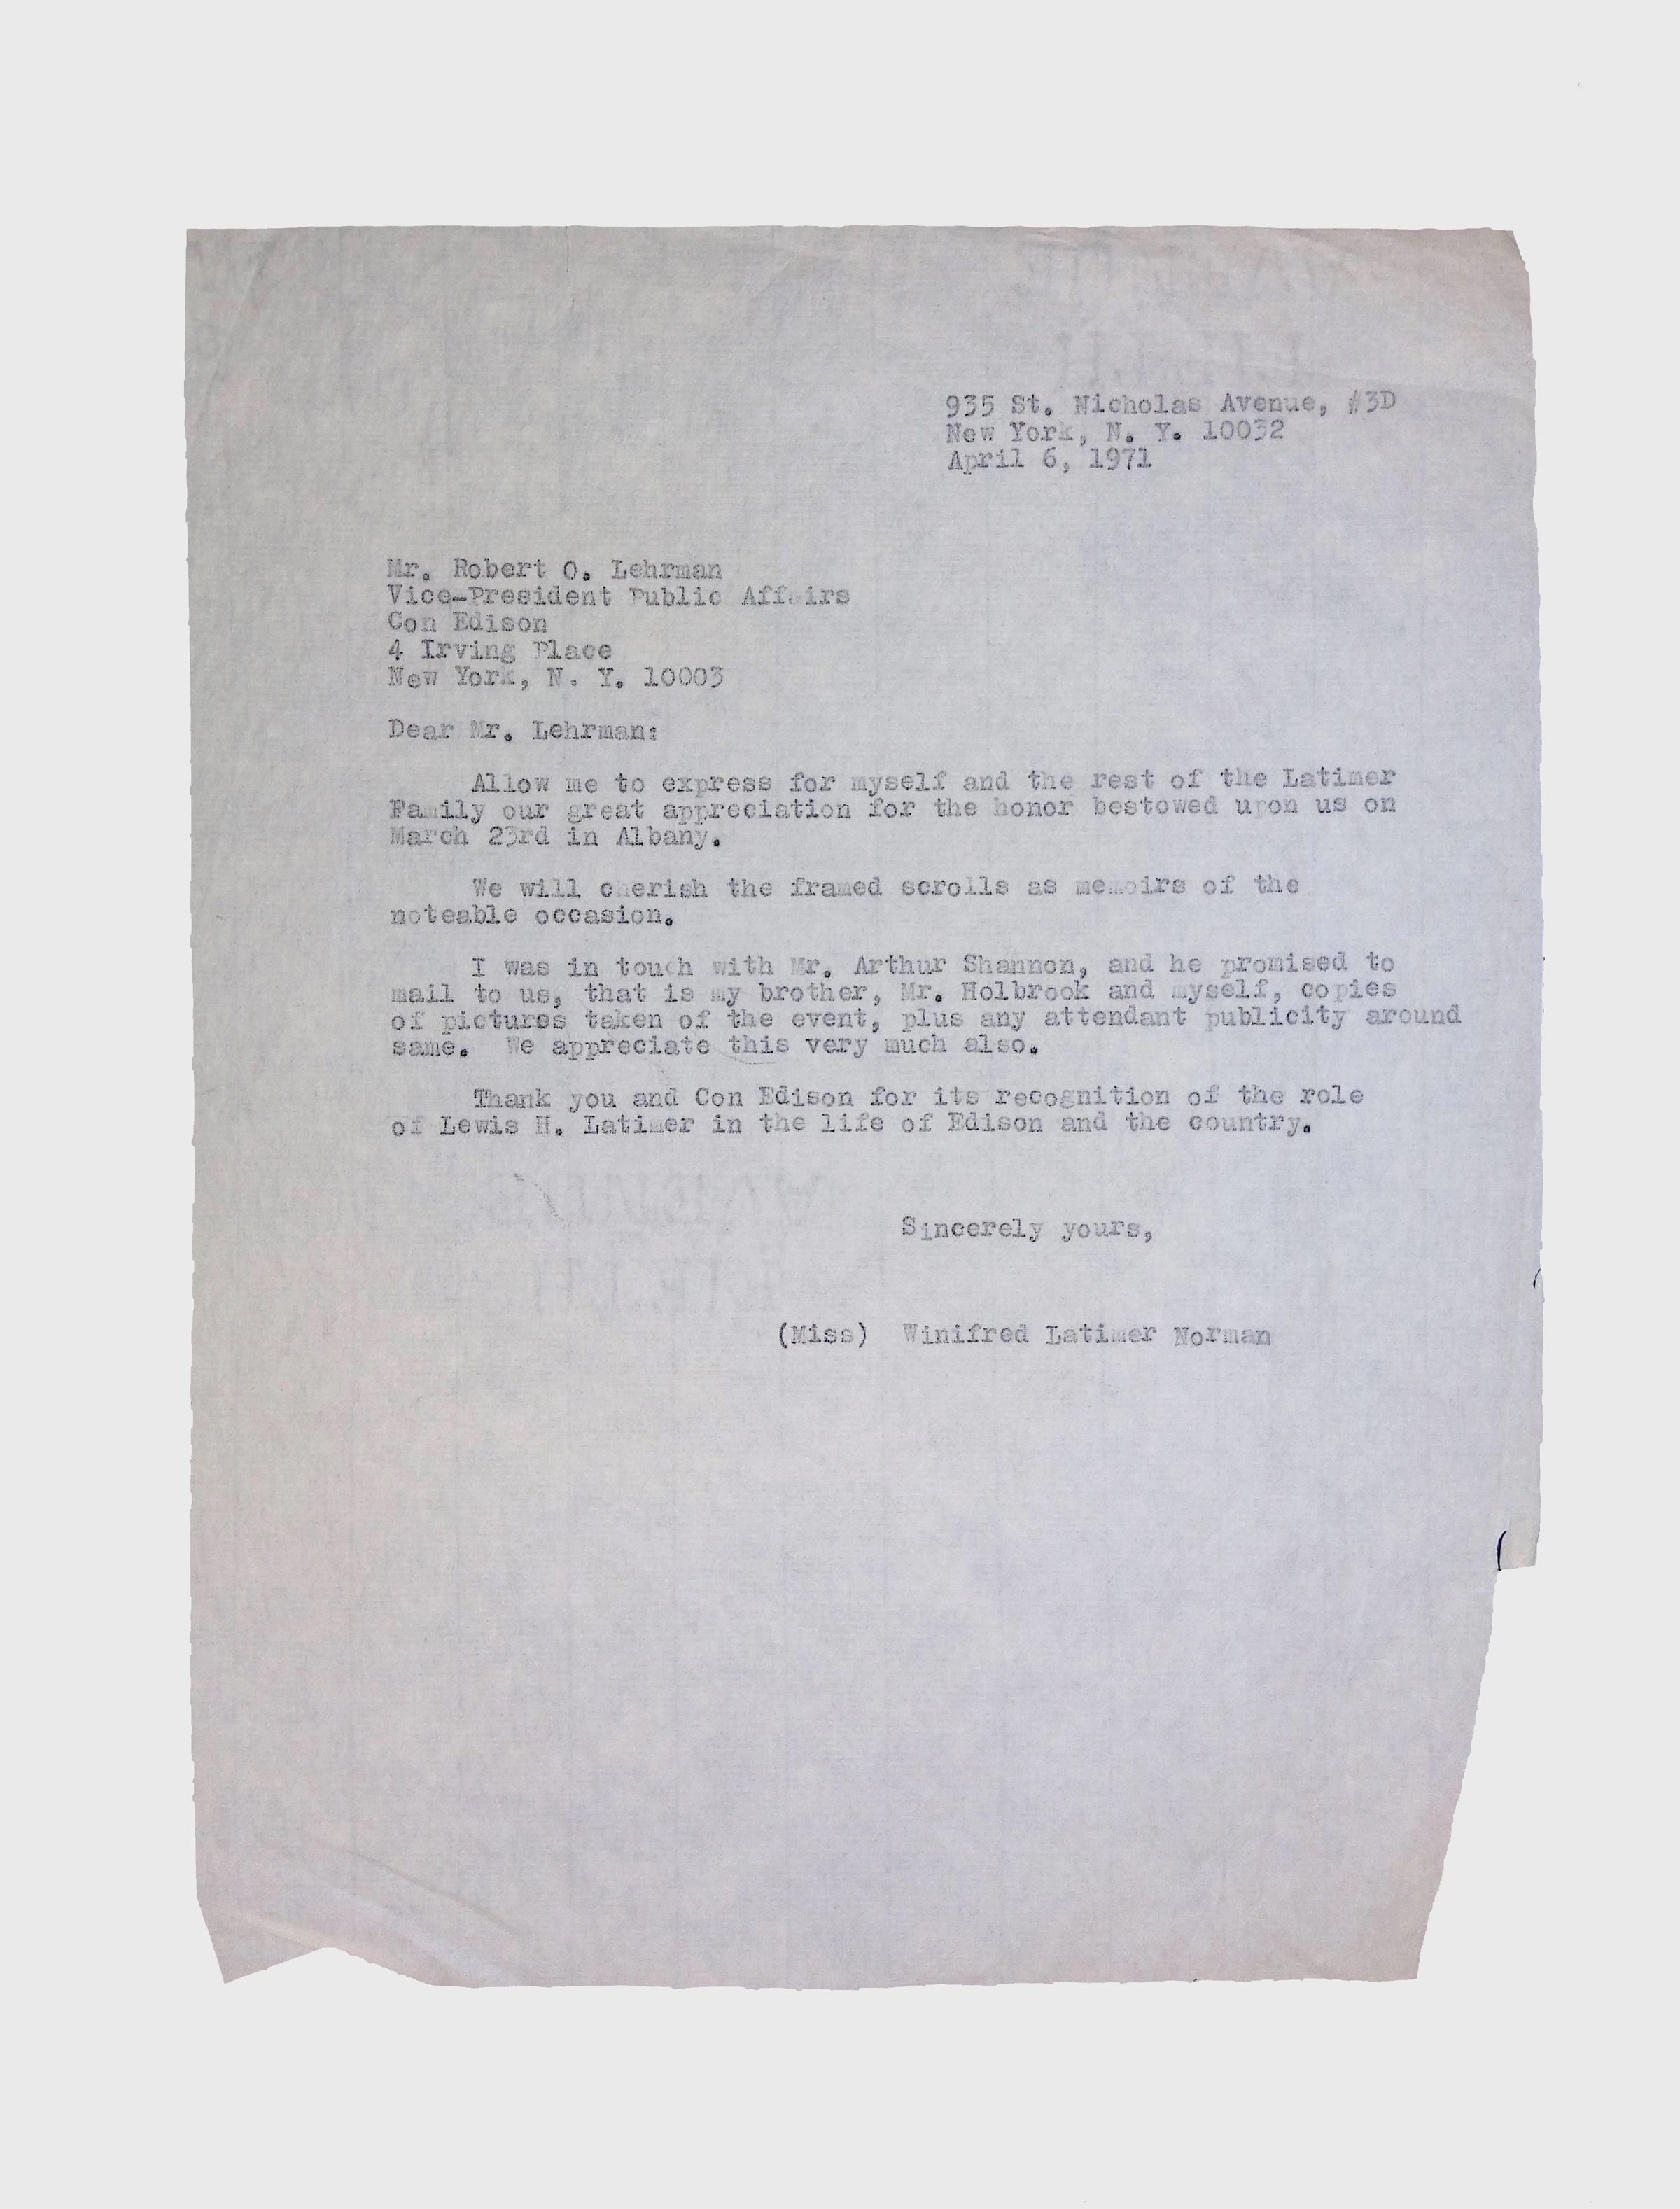 935 St. Nicholas Avenue, #3D
New York, N. Y. 10032
April 6, 1971
Mr. Robert O. Lehrman
Vice-President Public Affairs
Con Edison
4 Irving Place
New York, N. Y. 10003
Dear Mr. Lehrman:
Allow me to express for myself and the rest of the Latimer
Family our great appreciation for the honor bestowed upon us on
March 23rd in Albany.
We will cherish the framed scrolls as memoirs of the
noteable occasion.
I was in touch with Mr. Arthur Shannon, and he promised to
mail to us, that is my brother, Mr. Holbrook and myself, copies
of pictures taken of the event, plus any attendant publicity around
same.  We appreciate this very much also.
Thank you and Con Edison for its recognition of the role
of Lewis H. Latimer in the life of Edison and the country.
Sincerely yours,
(Miss)  Winifred Latimer Norman